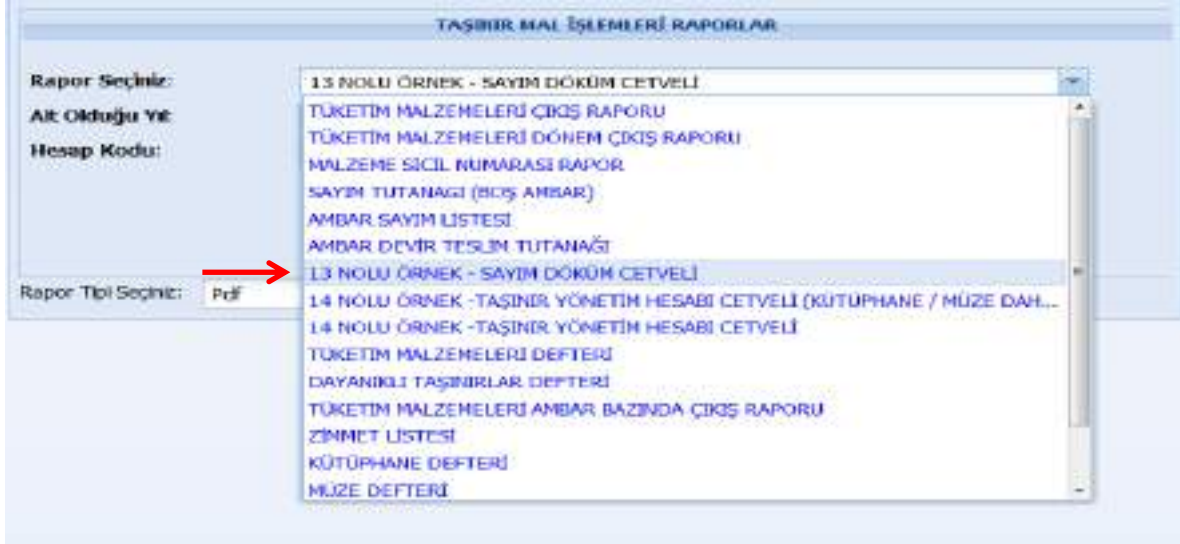 TAŞINIR MAL İŞLEMLERİ RAPORLAR
Rapor Seçiniz:
13 NOLU ÖRNEK - SAYIM DÖKÜM CETVELİ
Ait Olduğu Yıl:
Hesap Kodu:
TÜKETİM MALZEMELERİ ÇIKIŞ RAPORU
TÜKETİM MALZEMELERİ DÖNEM ÇIKIŞ RAPORU
MALZEME SİCİL NUMARASI RAPOR
SAYIM TUTANAGI (BOŞ AMBAR)
AMBAR SAYIM LİSTESİ
AMBAR DEVİR TESLİM TUTANAĞI
13 NOLU ÖRNEK - SAYIM DÖKÜM CETVELİ
14 NOLU ÖRNEK -TAŞINIR YÖNETİM HESABI CETVELİ (KÜTÜPHANE / MÜZE DAH...
14 NOLU ÖRNEK -TAŞINIR YÖNETİM HESABI CETVELİ
TÜKETİM MALZEMELERİ DEFTERİ
DAYANIKLI TAŞINIRLAR DEFTERİ
TÜKETİM MALZEMELERİ AMBAR BAZINDA ÇIKIŞ RAPORU
ZİMMET LİSTESİ
KÜTÜPHANE DEFTERİ
MÜZE DEFTERİ
Rapor Tipi Seçiniz:
Pdf